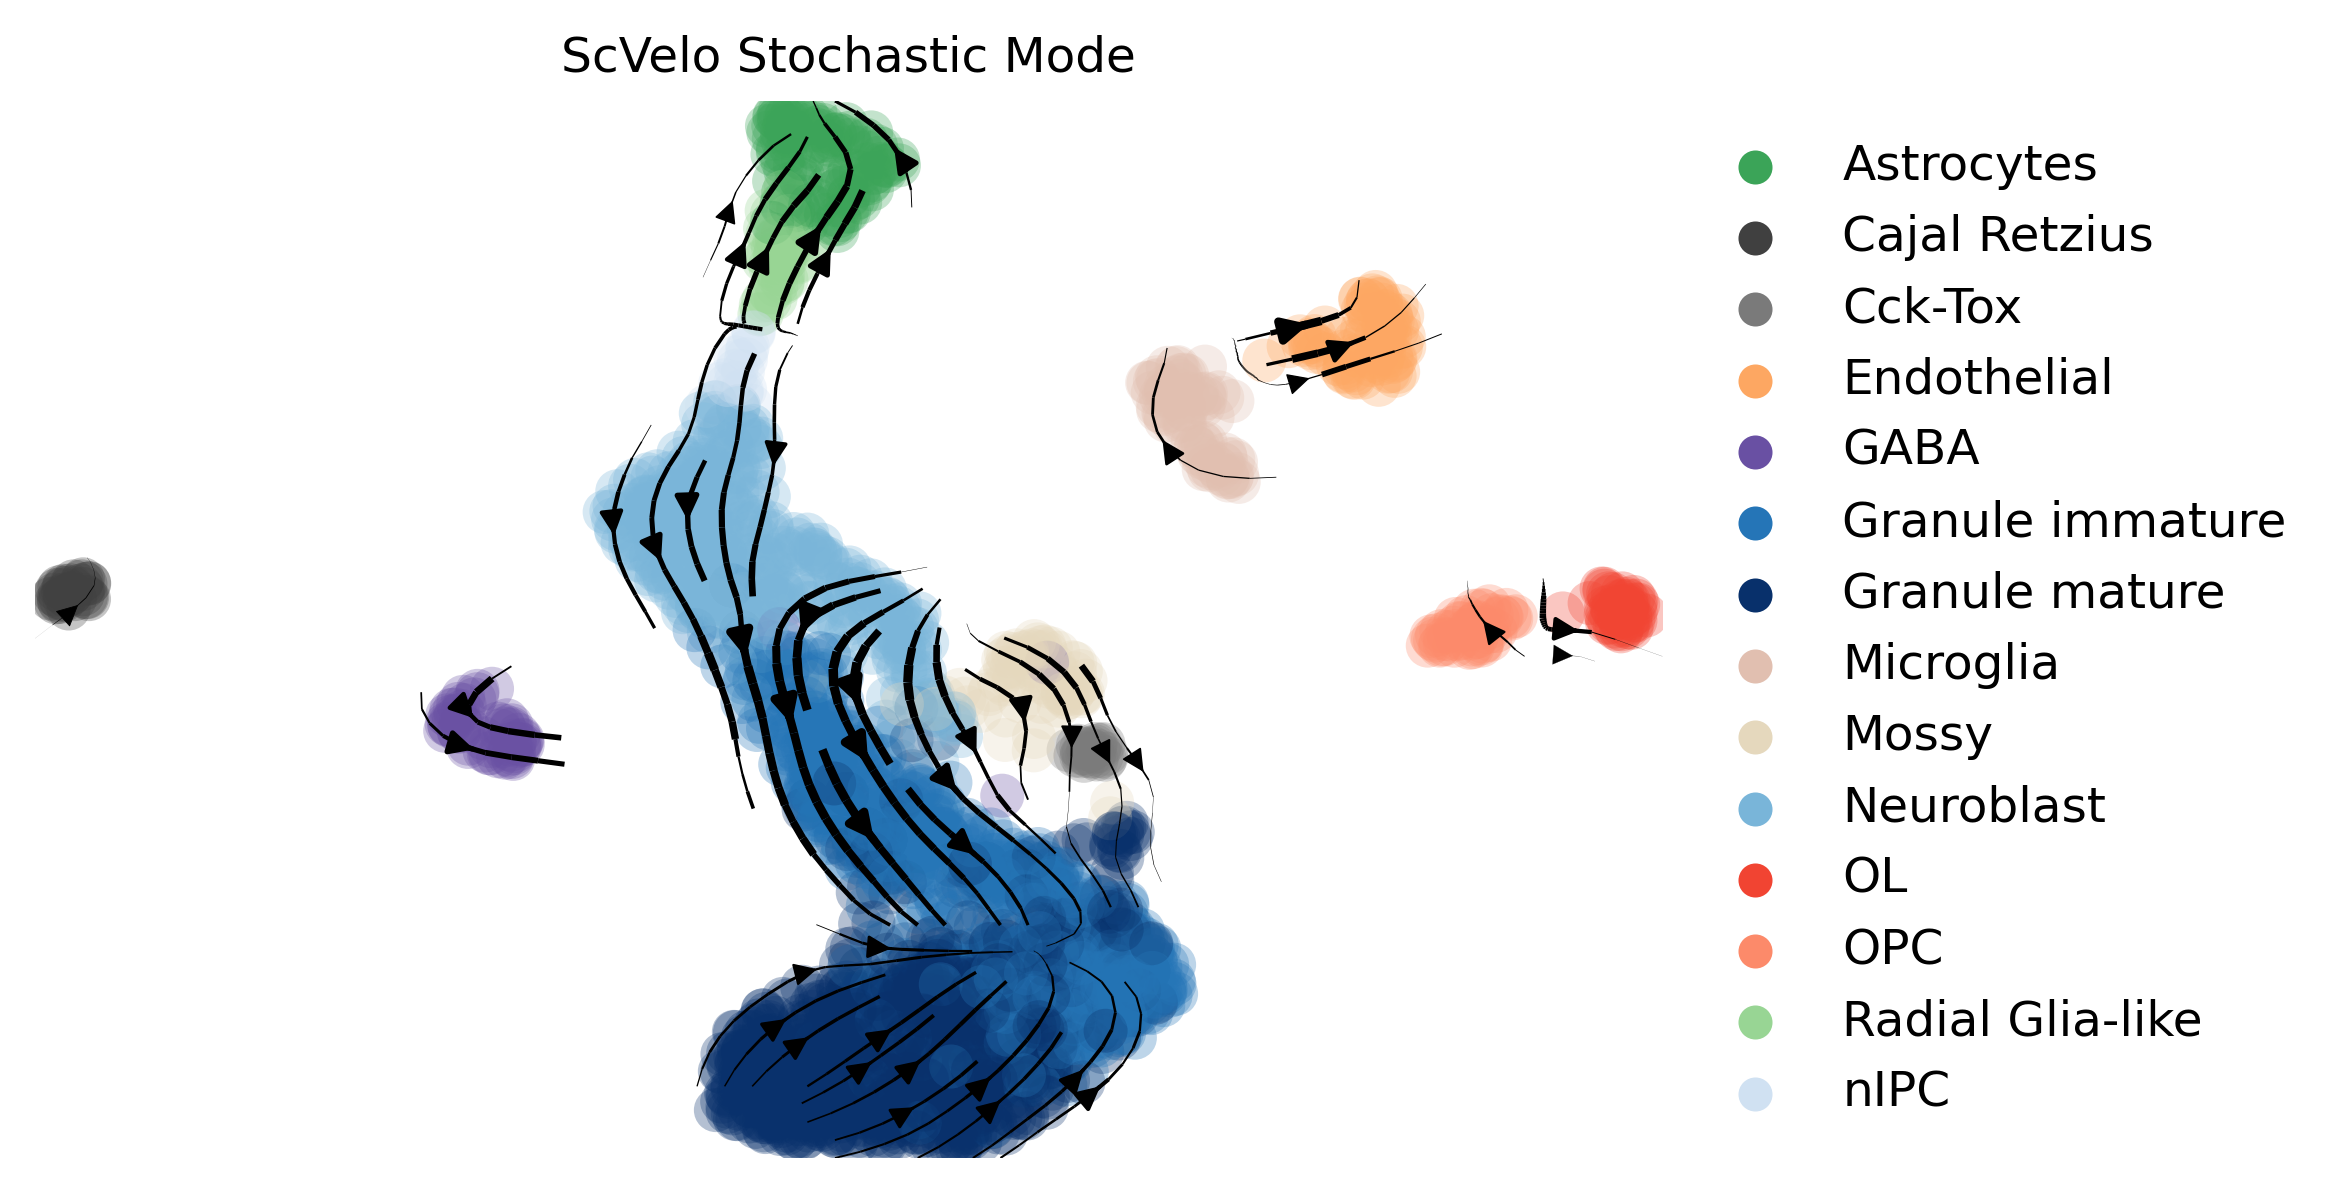 ScVelo Stochastic Mode
Astrocytes
Cajal Retzius
Cck-Tox
Endothelial
GABA
Granule immature
Granule mature
Microglia
Mossy
Neuroblast
OL
OPC
Radial Glia-like
nIPC